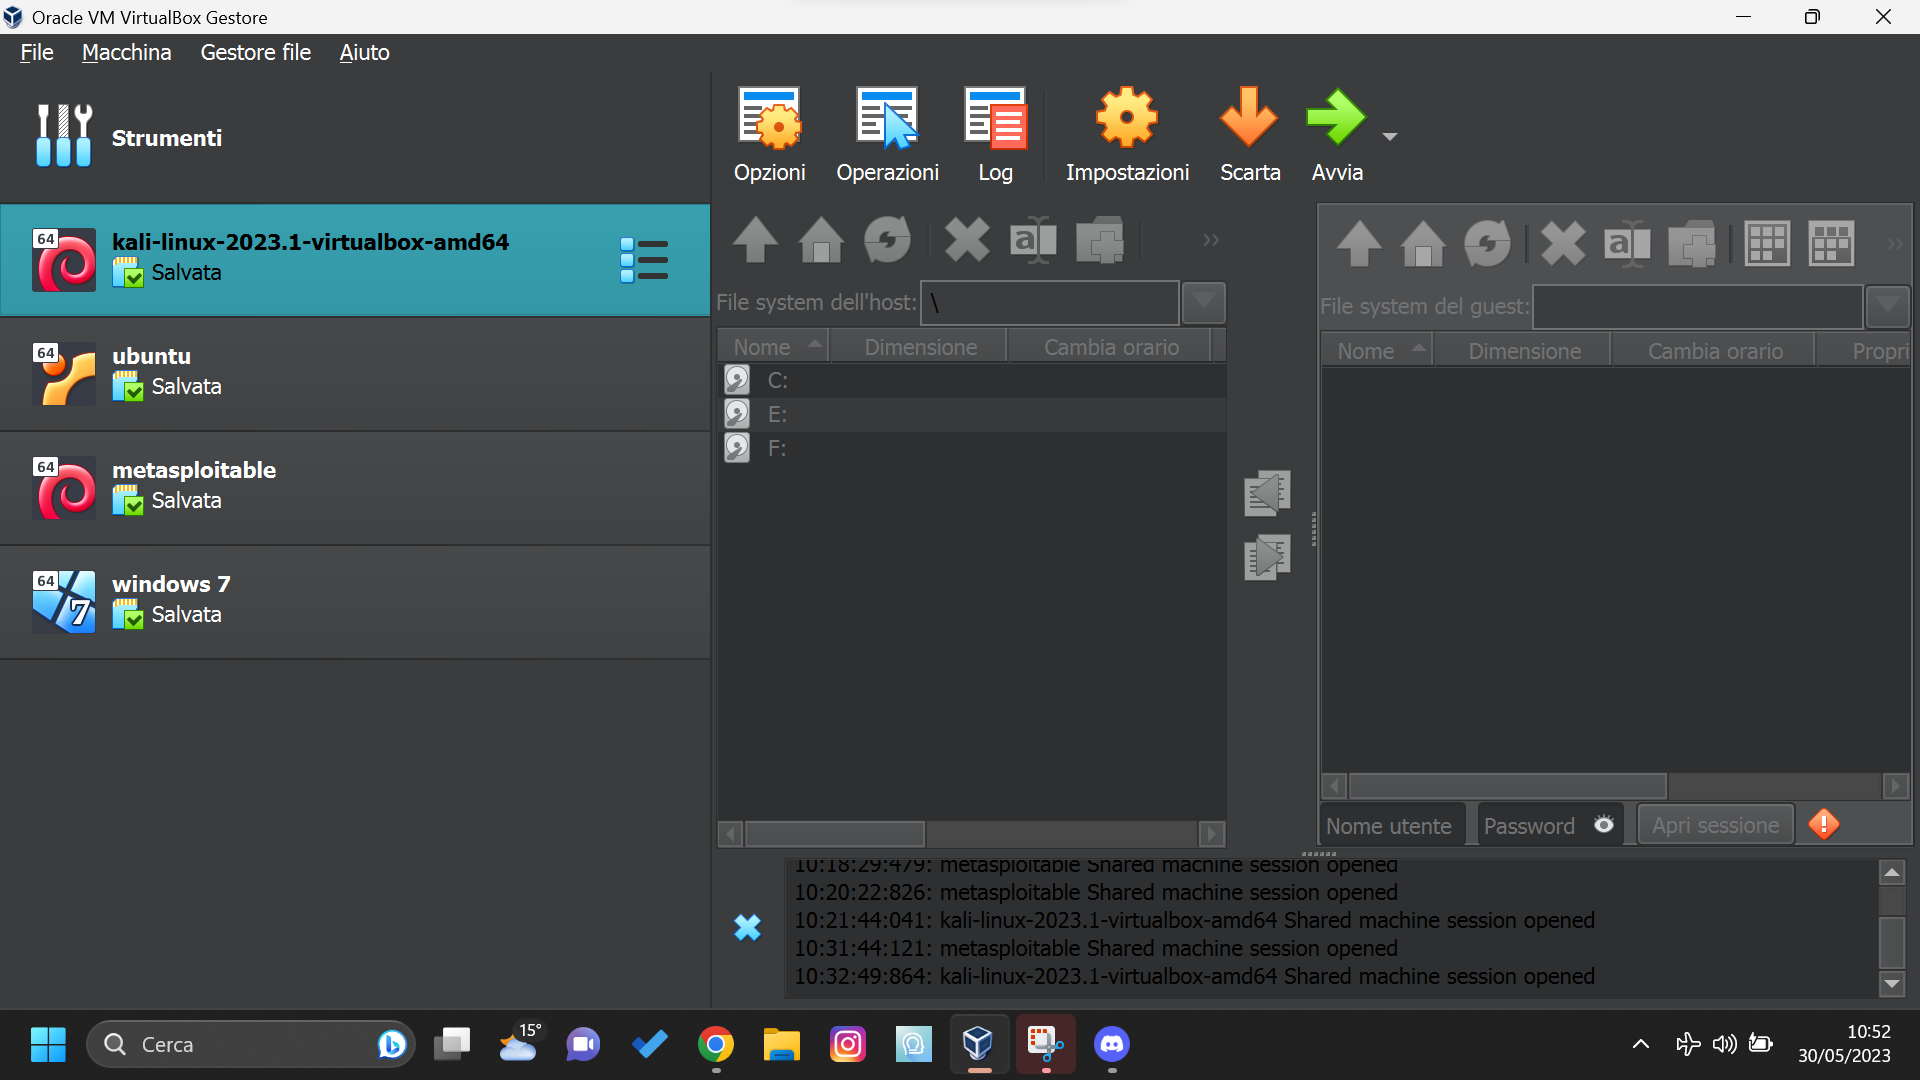 Oracle VM VirtualBox Gestore
File Macchina Gestore file Aiuto
Strumenti
Opzioni Operazioni Log Impostazioni Scarta Avvia
64 kali-linux-2023.1-virtualbox-amd64
Salvata
64 ubuntu
Salvata
64 metasploitable
Salvata
64 windows 7
7 Salvata
a
File system dell'host: \
Nome Dimensione Cambia orario
C:
E:
F:
a
File system del guest:
Nome Dimensione Cambia orario Propri
Nome utente Password Apri sessione
10:18:29:479: metasploitable Shared machine session opened
10:20:22:826: metasploitable Shared machine session opened
10:21:44:041: kali-linux-2023.1-virtualbox-amd64 Shared machine session opened
10:31:44:121: metasploitable Shared machine session opened
10:32:49:864: kali-linux-2023.1-virtualbox-amd64 Shared machine session opened
Cerca 15° 10:52
30/05/2023